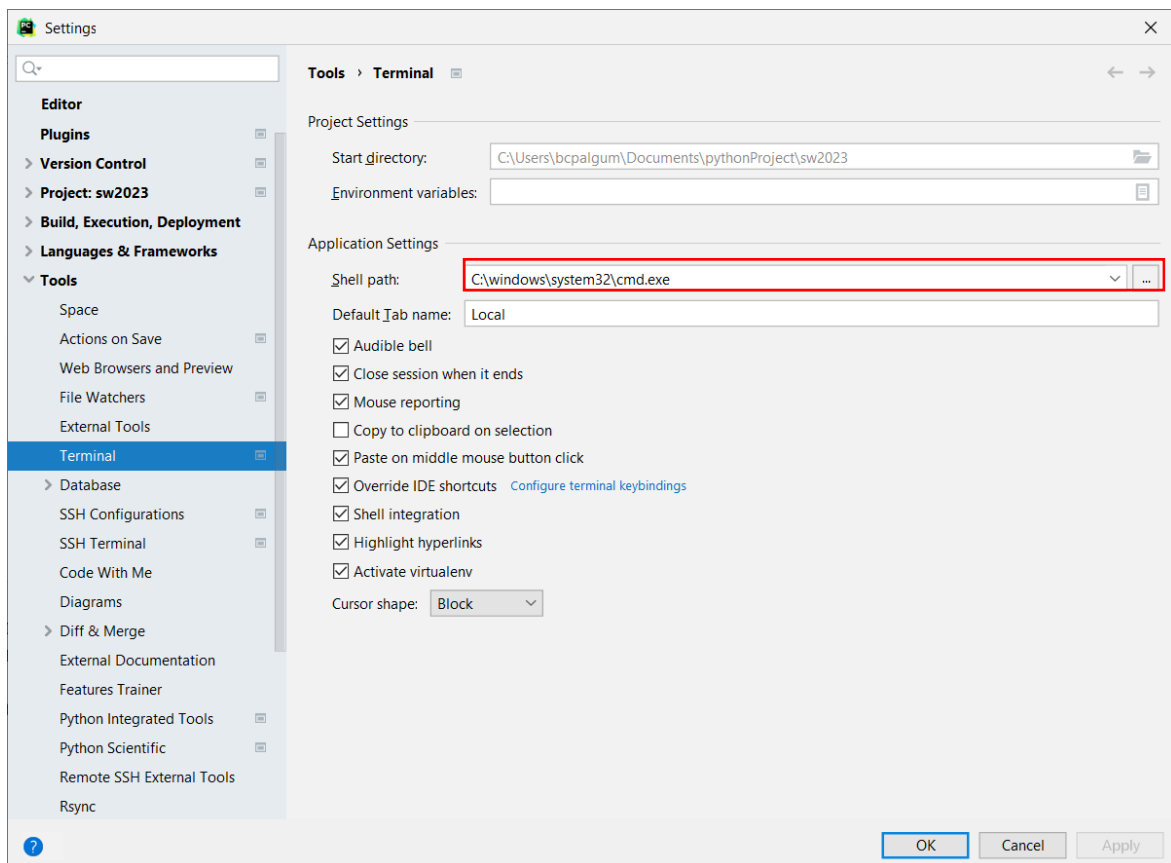 Settings
Editor
Plugins
Version Control
Project: sw2023
Build, Execution, Deployment
Languages & Frameworks
Tools
Space
Actions on Save
Web Browsers and Preview
File Watchers
External Tools
Terminal
Database
SSH Configurations
SSH Terminal
Code With Me
Diagrams
Diff & Merge
External Documentation
Features Trainer
Python Integrated Tools
Python Scientific
Remote SSH External Tools
Rsync
Tools › Terminal
Project Settings
Start directory: C:\Users\bcpalgum\Documents\pythonProject\sw2023
Environment variables:
Application Settings
Shell path: C:\windows\system32\cmd.exe ...
Default Tab name: Local
Audible bell
Close session when it ends
Mouse reporting
Copy to clipboard on selection
Paste on middle mouse button click
Override IDE shortcuts Configure terminal keybindings
Shell integration
Highlight hyperlinks
Activate virtualenv
Cursor shape: Block
? OK Cancel Apply